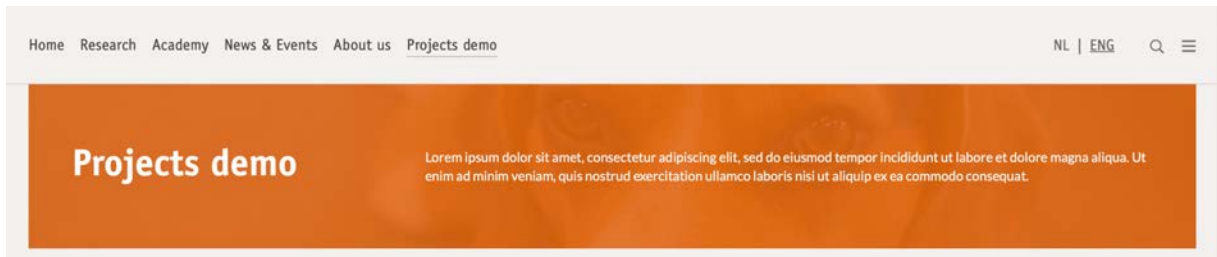 Home Research Academy News & Events About us Projects demo NL | ENG
Projects demo
Lorem ipsum dolor sit amet, consectetur adipiscing elit, sed do eiusmod tempor incididunt ut labore et dolore magna aliqua. Ut
enim ad minim veniam, quis nostrud exercitation ullamco laboris nisi ut aliquip ex ea commodo consequat.